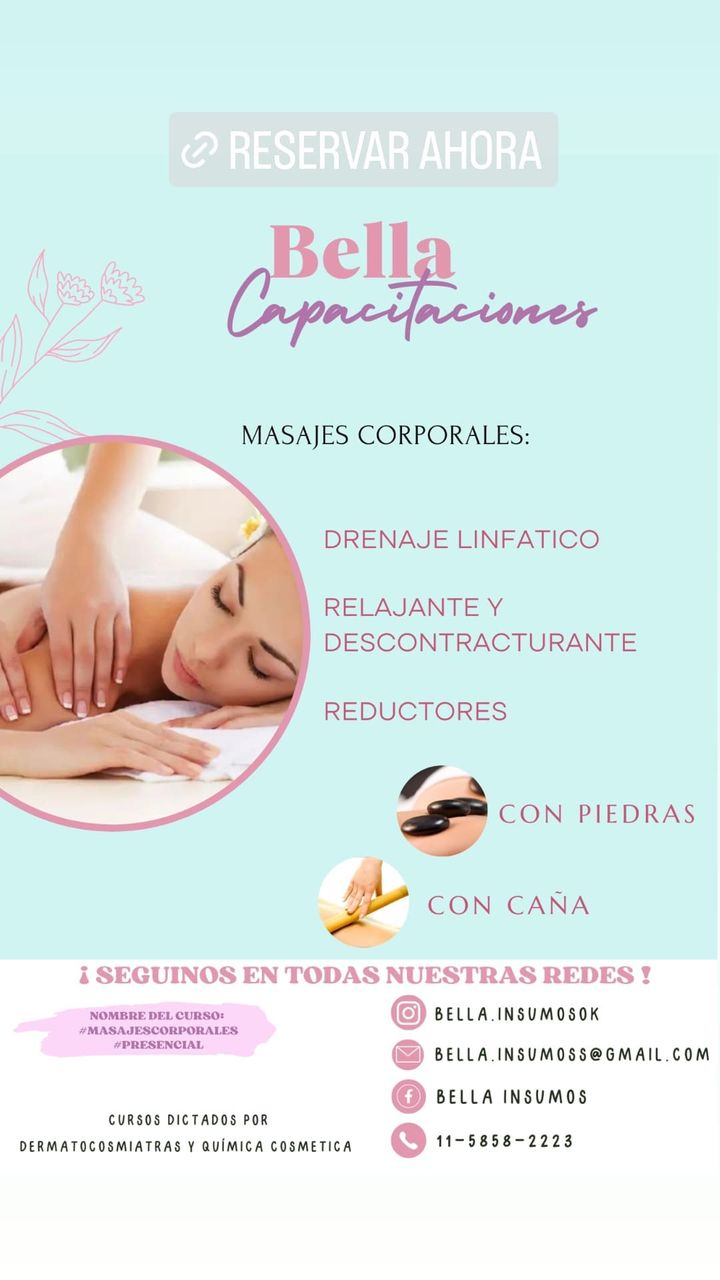 RESERVAR AHORA
Bella
Capacitaciones
MASAJES CORPORALES:
DRENAJE LINFATICO
RELAJANTE Y
DESCONTRACTURANTE
REDUCTORES
CON PIEDRAS
CON CAÑA
¡ SEGUINOS EN TODAS NUESTRAS REDES !
NOMBRE DEL CURSO:
#MASAJESCORPORALES
#PRESENCIAL
CURSOS DICTADOS POR
DERMATOCOSMIATRAS Y QUÍMICA COSMETICA
BELLA.INSUMOSOK
BELLA.INSUMOSS@GMAIL.COM
BELLA INSUMOS
11-5858-2223